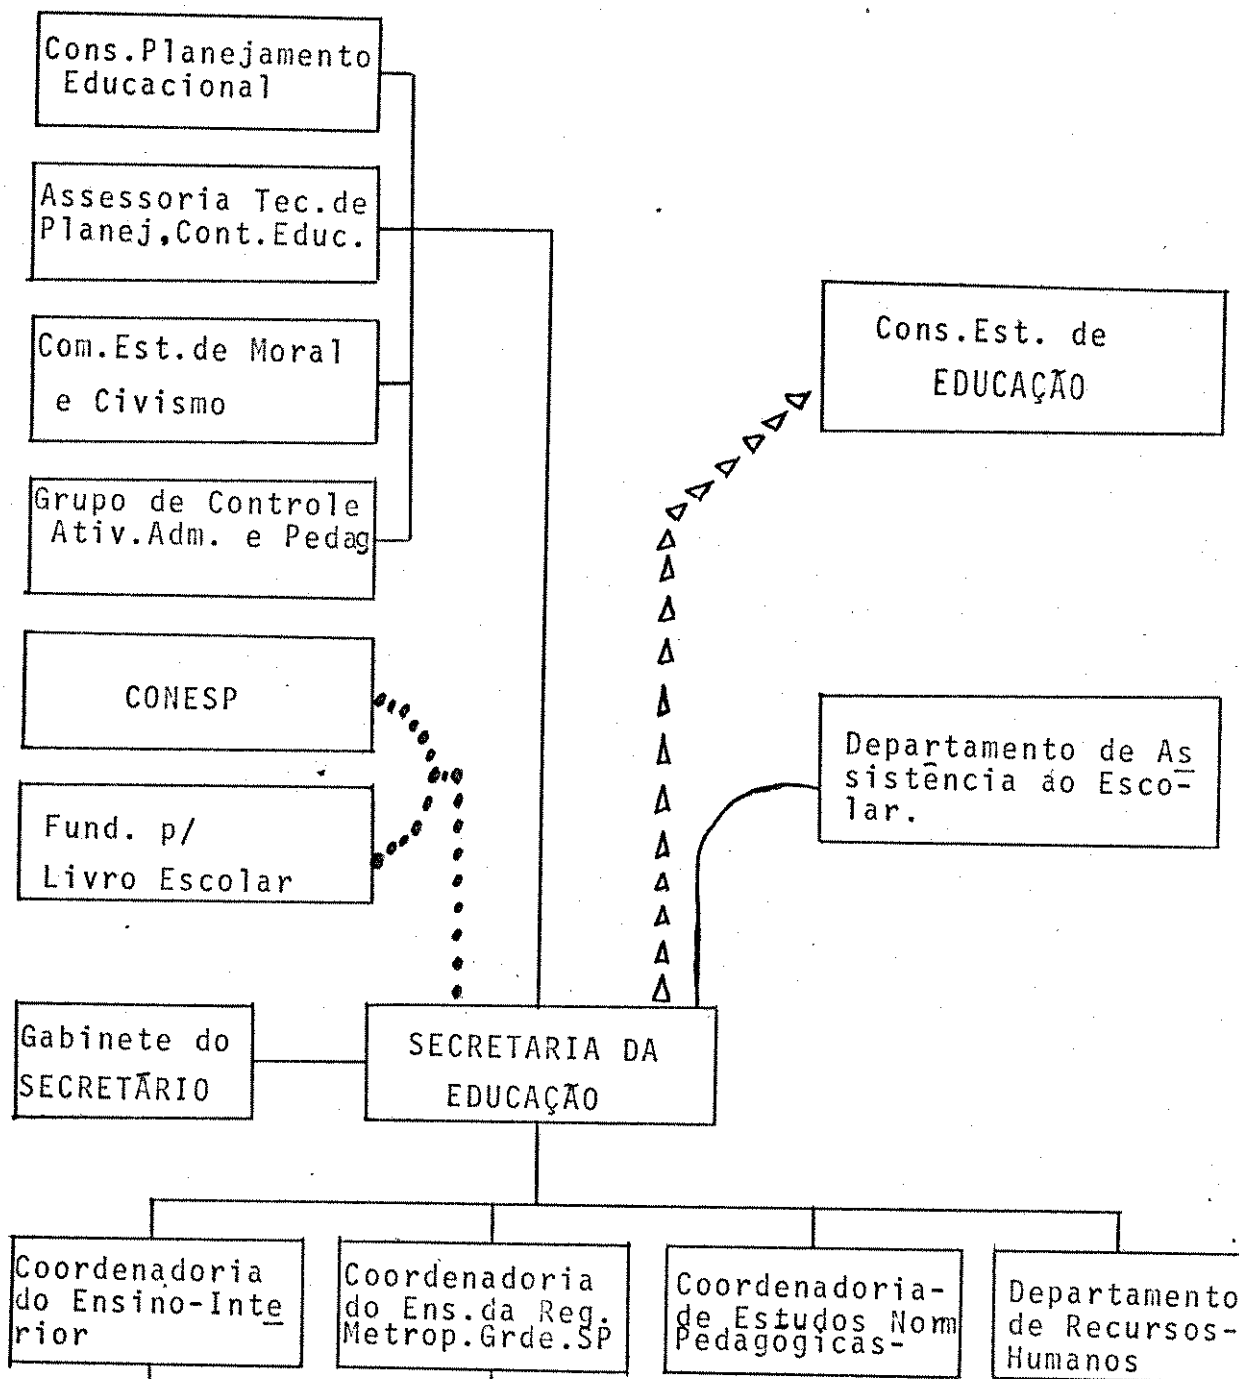 Cons.Planejamento
Educacional
Assessoria Tec.de
Planej,Cont.Educ.
Com.Est.de Moral
e Civismo
Grupo de Controle
Ativ.Adm. e Pedag
CONESP
Fund. p/
Livro Escolar
Cons.Est. de
EDUCAÇÃO
Departamento de As
sistência ao Esco-
lar.
Gabinete do
SECRETÁRIO
SECRETARIA DA
EDUCAÇÃO
Coordenadoria
do Ensino-Inte
rior
Coordenadoria
do Ens.da Reg.
Metrop.Grde.SP
Coordenadoria-
de Estudos Nom
Pedagogicas-
Departamento
de Recursos-
Humanos